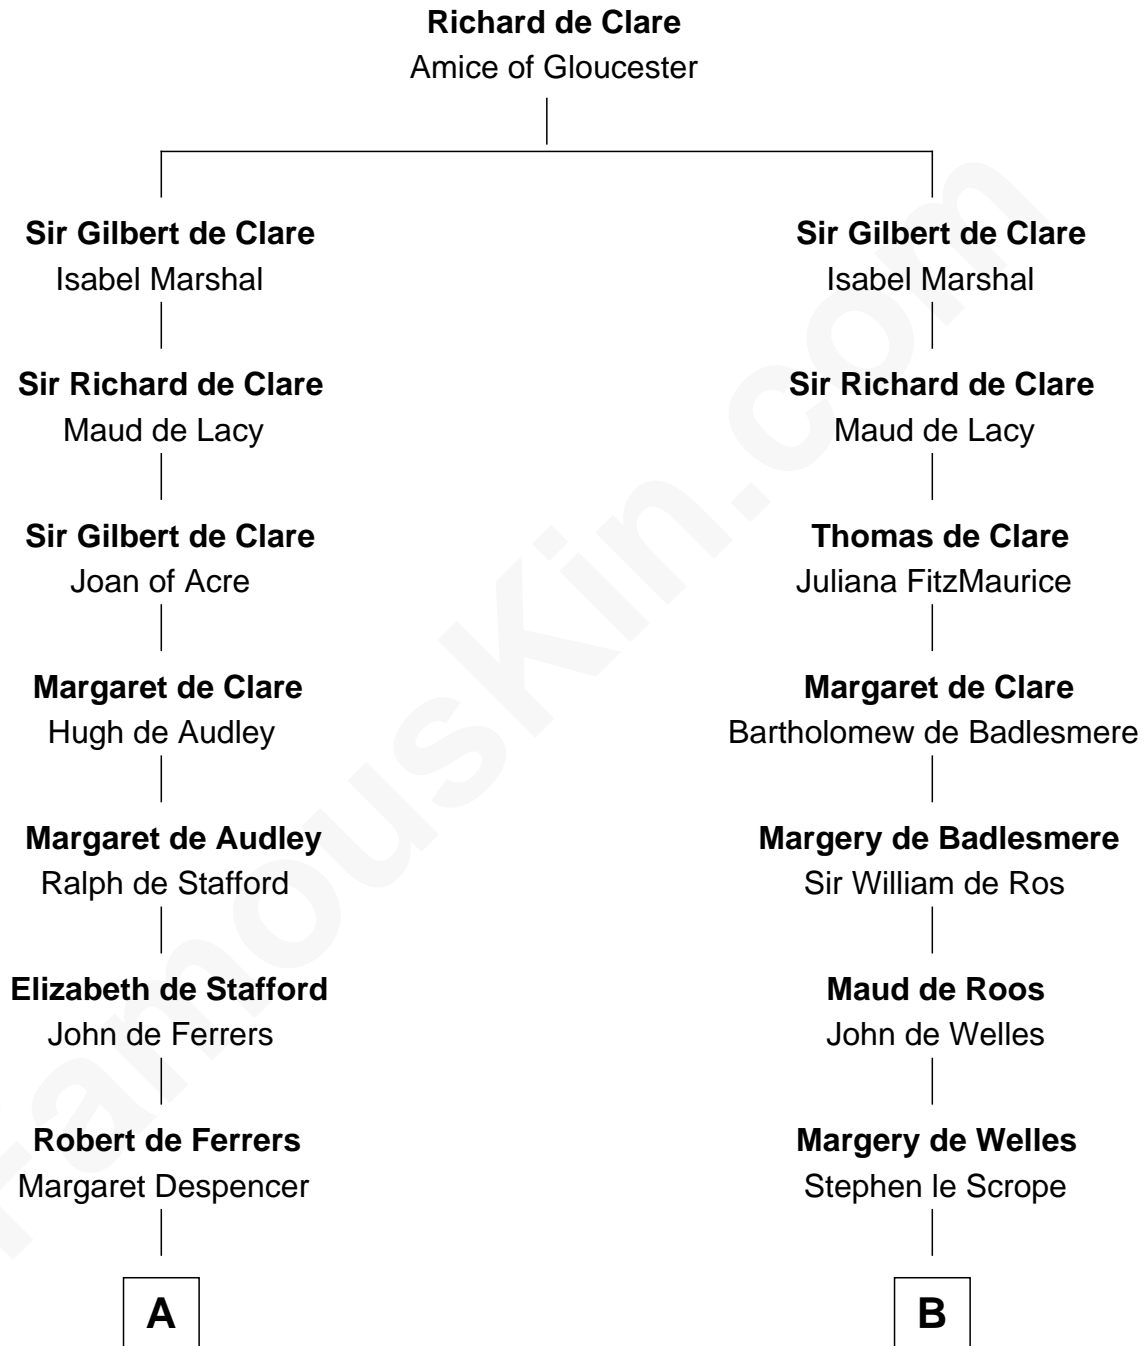 Richard de Clare
Amice of Gloucester
Sir Gilbert de Clare
Isabel Marshal
Sir Gilbert de Clare
Isabel Marshal
Sir Richard de Clare
Maud de Lacy
Sir Richard de Clare
Maud de Lacy
Sir Gilbert de Clare
Joan of Acre
Thomas de Clare
Juliana FitzMaurice
Margaret de Clare
Hugh de Audley
Margaret de Clare
Bartholomew de Badlesmere
Margaret de Audley
Ralph de Stafford
Margery de Badlesmere
Sir William de Ros
Elizabeth de Stafford
John de Ferrers
Maud de Roos
John de Welles
Robert de Ferrers
Margaret Despencer
Margery de Welles
Stephen le Scrope
A
B
FamousKin.com